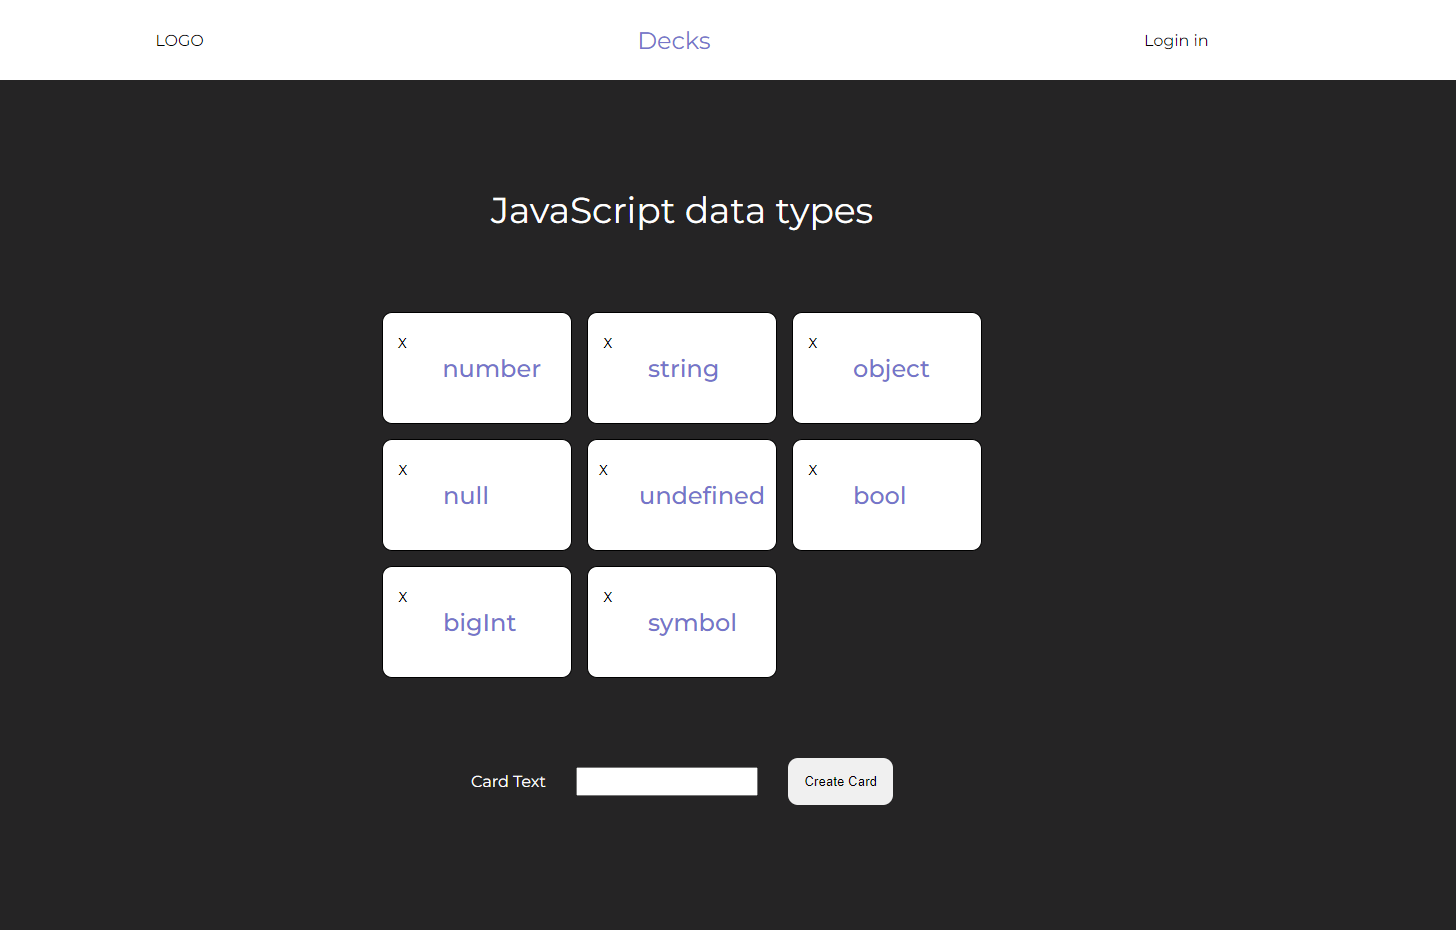 LOGO
Decks
Login in
JavaScript data types
X
number
X
string
X
object
X
null
X
undefined
X
bool
X
bigInt
X
symbol
Card Text
Create Card